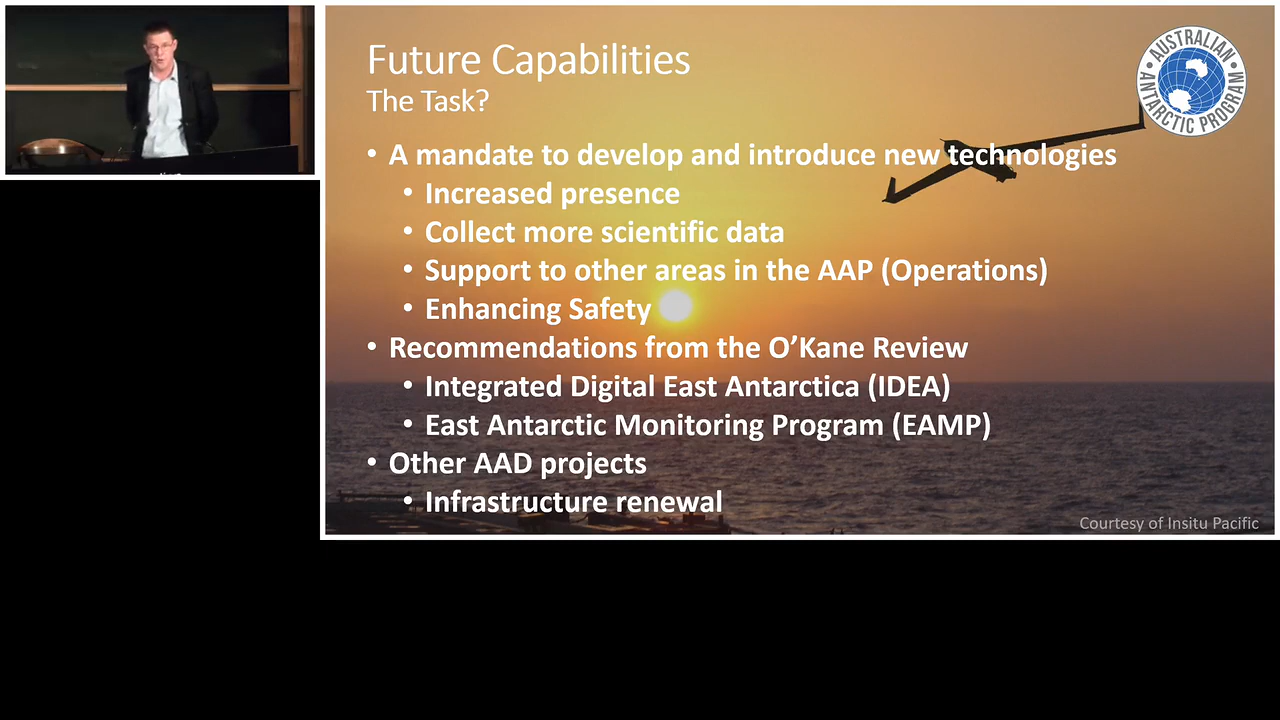 Future Capabilities
The Task?
AUSTRALIAN
ANTARCTIC PROGRAM
• A mandate to develop and introduce new technologies
• Increased presence
• Collect more scientific data
• Support to other areas in the AAP (Operations)
• Enhancing Safety
• Recommendations from the O’Kane Review
• Integrated Digital East Antarctica (IDEA)
• East Antarctic Monitoring Program (EAMP)
• Other AAD projects
• Infrastructure renewal
Courtesy of Insitu Pacific